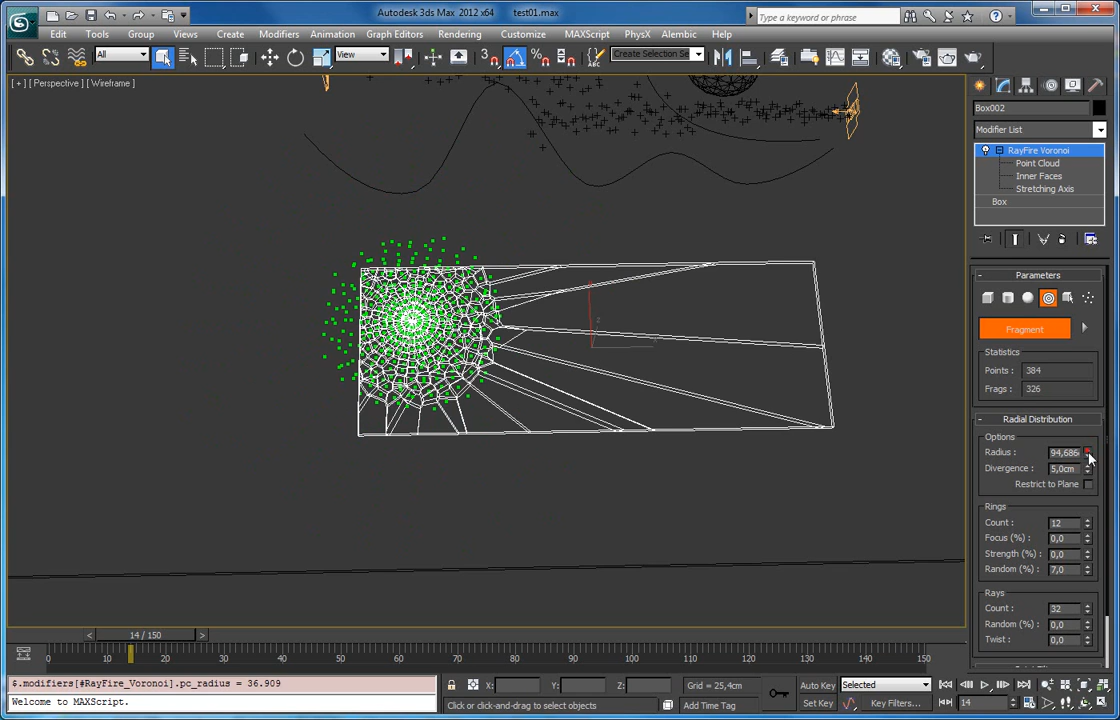 Autodesk 3ds Max 2012 x64 test01.max
Type a keyword or phrase
Edit Tools Group Views Create Modifiers Animation Graph Editors Rendering Customize MAXScript PhysX Alembic Help
All View Create Selection Se
[ + ] [ Perspective ] [ Wireframe ]
Box002
Modifier List
RayFire Voronoi
Point Cloud
Inner Faces
Stretching Axis
Box
Parameters
Fragment
Statistics
Points : 384
Frags : 326
Radial Distribution
Options
Radius : 94,686
Divergence : 5,0cm
Restrict to Plane
Rings
Count : 12
Focus (%) : 0,0
Strength (%) : 0,0
Random (%) : 7,0
Rays
Count : 32
Random (%) : 0,0
Twist : 0,0
z
14 / 150
0 10 20 30 40 50 60 70 80 90 100 110 120 130 140 150
$.modifiers[#RayFire_Voronoi].pc_radius = 36.909
Welcome to MAXScript.
X: Y: Z: Grid = 25,4cm
Click or click-and-drag to select objects
Add Time Tag
Auto Key Selected
Set Key Key Filters...
14